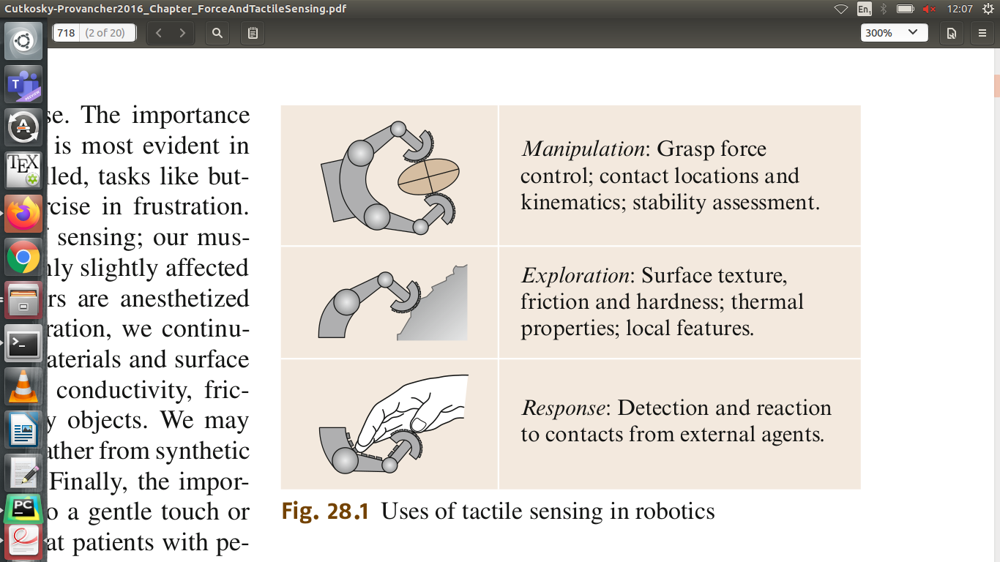 Cutkosky-Provancher2016_Chapter_ForceAndTactileSensing.pdf
En₁
12:07
718 (2 of 20)
300%
se. The importance
is most evident in
lled, tasks like but-
rcise in frustration.
sensing; our mus-
nly slightly affected
rs are anesthetized
ration, we continu-
aterials and surface
conductivity, fric-
y objects. We may
ather from synthetic
Finally, the impor-
o a gentle touch or
at patients with pe-
Manipulation: Grasp force
control; contact locations and
kinematics; stability assessment.
Exploration: Surface texture,
friction and hardness; thermal
properties; local features.
Response: Detection and reaction
to contacts from external agents.
Fig. 28.1 Uses of tactile sensing in robotics
T
PREVIEW
A
TEX
>_
PC